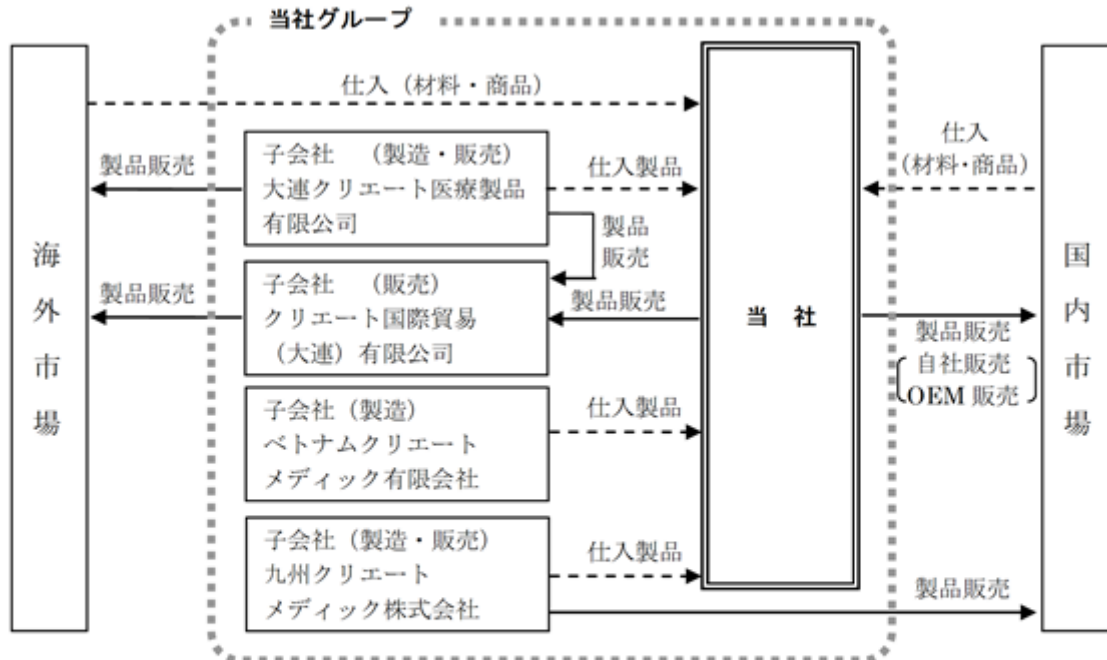 当社グループ
海外市場
仕入（材料・商品）
製品販売
子会社　（製造・販売）
大連クリエート医療製品
有限公司
仕入製品
製品
販売
製品販売
子会社　（販売）
クリエート国際貿易
（大連）有限公司
製品販売
子会社（製造）
ベトナムクリエート
メディック有限会社
仕入製品
子会社（製造・販売）
九州クリエート
メディック株式会社
仕入製品
当　社
仕入
（材料・商品）
製品販売
自社販売
OEM 販売
製品販売
国内市場